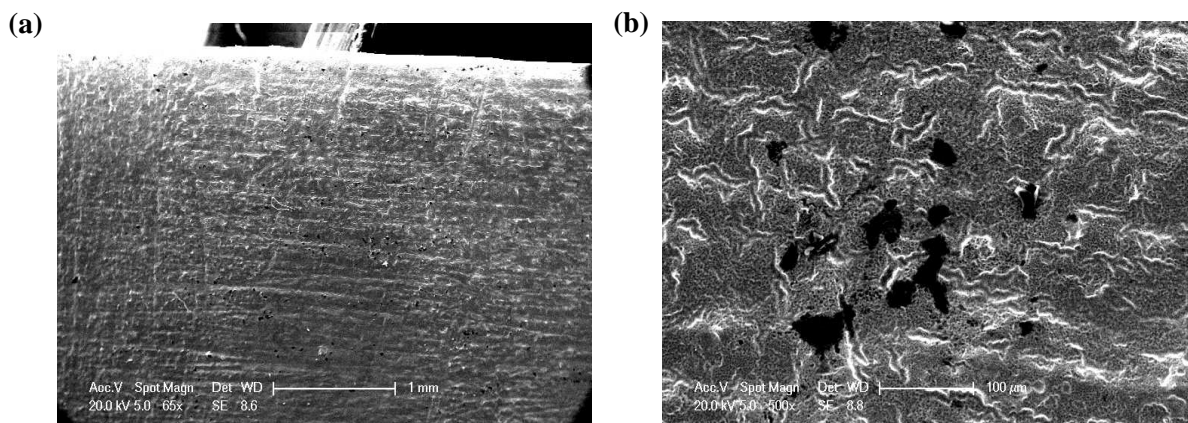 (a)
Acc.V Spot Magn Det WD
20.0 kV 5.0 65x SE 8.6
1 mm
(b)
Acc.V Spot Magn Det WD
20.0 kV 5.0 500x SE 8.8
100 μm